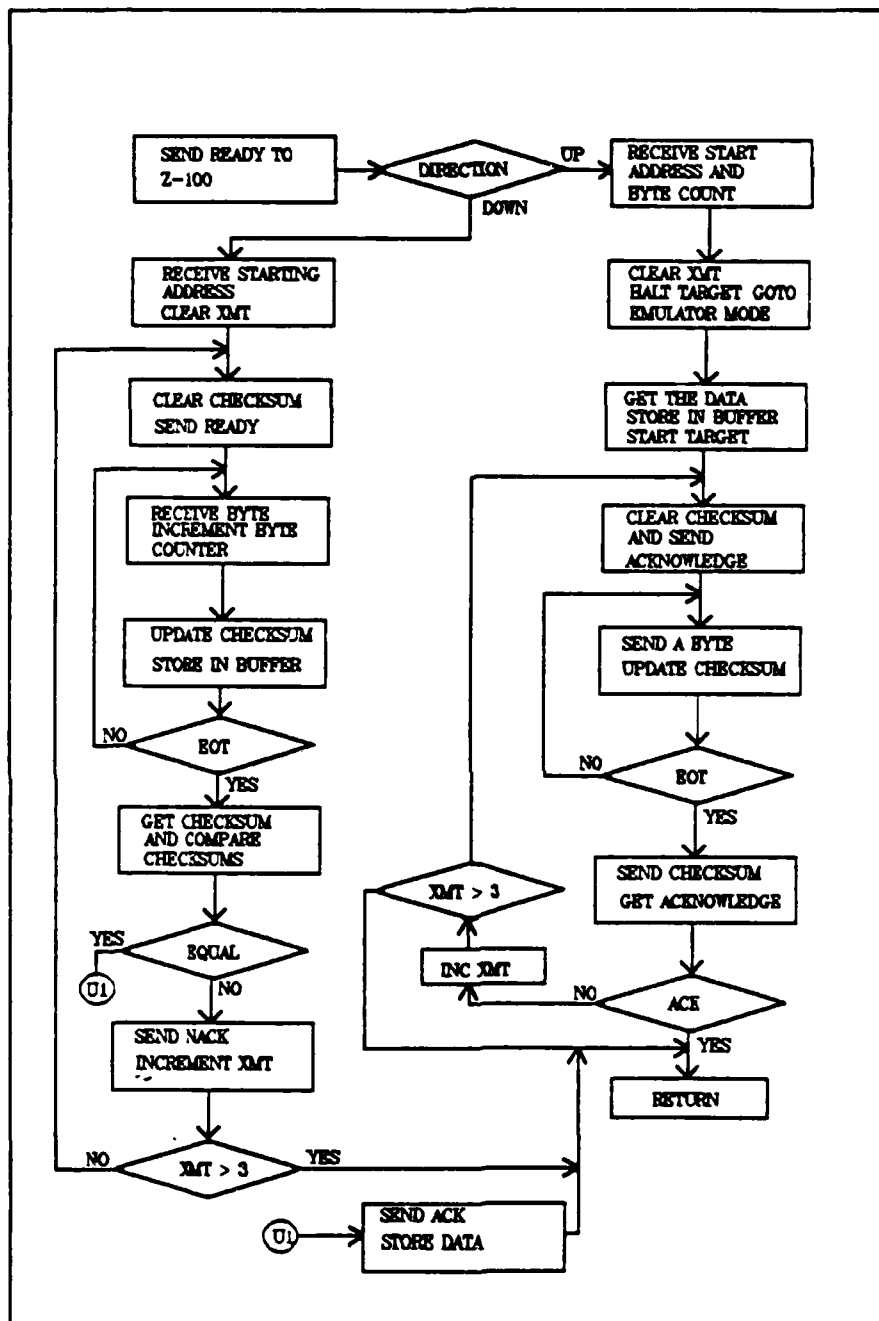 SEND READY TO
Z-100
DIRECTION
UP
DOWN
RECEIVE START
ADDRESS AND
BYTE COUNT
RECEIVE STARTING
ADDRESS
CLEAR XMT
CLEAR XMT
HALT TARGET GOTO
EMULATOR MODE
CLEAR CHECKSUM
SEND READY
GET THE DATA
STORE IN BUFFER
START TARGET
RECEIVE BYTE
INCREMENT BYTE
COUNTER
CLEAR CHECKSUM
AND SEND
ACKNOWLEDGE
UPDATE CHECKSUM
STORE IN BUFFER
SEND A BYTE
UPDATE CHECKSUM
NO
EOT
YES
NO
EOT
YES
GET CHECKSUM
AND COMPARE
CHECKSUMS
SEND CHECKSUM
GET ACKNOWLEDGE
XMT > 3
YES
EQUAL
NO
U1
INC XMT
NO
ACK
YES
SEND NACK
INCREMENT XMT
RETURN
NO
XMT > 3
YES
U1
SEND ACK
STORE DATA